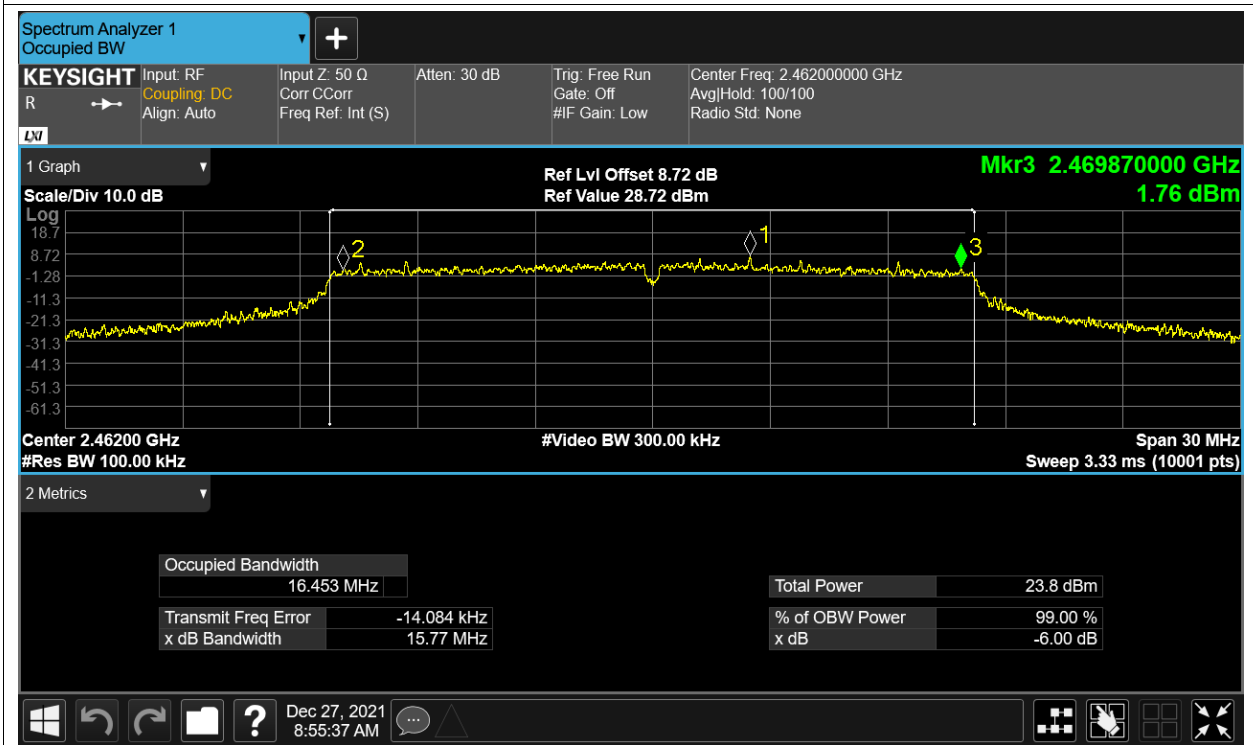 Spectrum Analyzer 1
Occupied BW
+
KEYSIGHT
R
LXI
Input: RF
Coupling: DC
Align: Auto
Input Z: 50 Ω
Corr CCorr
Freq Ref: Int (S)
Atten: 30 dB
Trig: Free Run
Gate: Off
#IF Gain: Low
Center Freq: 2.462000000 GHz
Avg|Hold: 100/100
Radio Std: None
1 Graph
Scale/Div 10.0 dB
Ref Lvl Offset 8.72 dB
Ref Value 28.72 dBm
Mkr3 2.469870000 GHz
1.76 dBm
Log
18.7
8.72
-1.28
-11.3
-21.3
-31.3
-41.3
-51.3
-61.3
2
1
3
Center 2.46200 GHz
#Res BW 100.00 kHz
#Video BW 300.00 kHz
Span 30 MHz
Sweep 3.33 ms (10001 pts)
2 Metrics
Occupied Bandwidth
16.453 MHz
Transmit Freq Error -14.084 kHz
x dB Bandwidth 15.77 MHz
Total Power 23.8 dBm
% of OBW Power 99.00 %
x dB -6.00 dB
?
Dec 27, 2021
8:55:37 AM